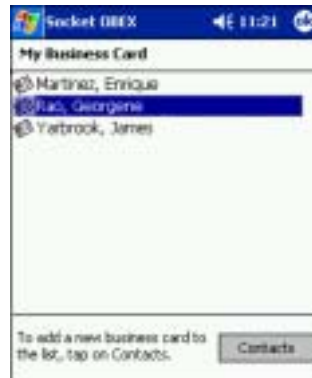 Socket OBEX 11:21 ok
My Business Card
Martinez, Enrique
Rao, Georgene
Yarbrook, James
To add a new business card to
the list, tap on Contacts.
Contacts